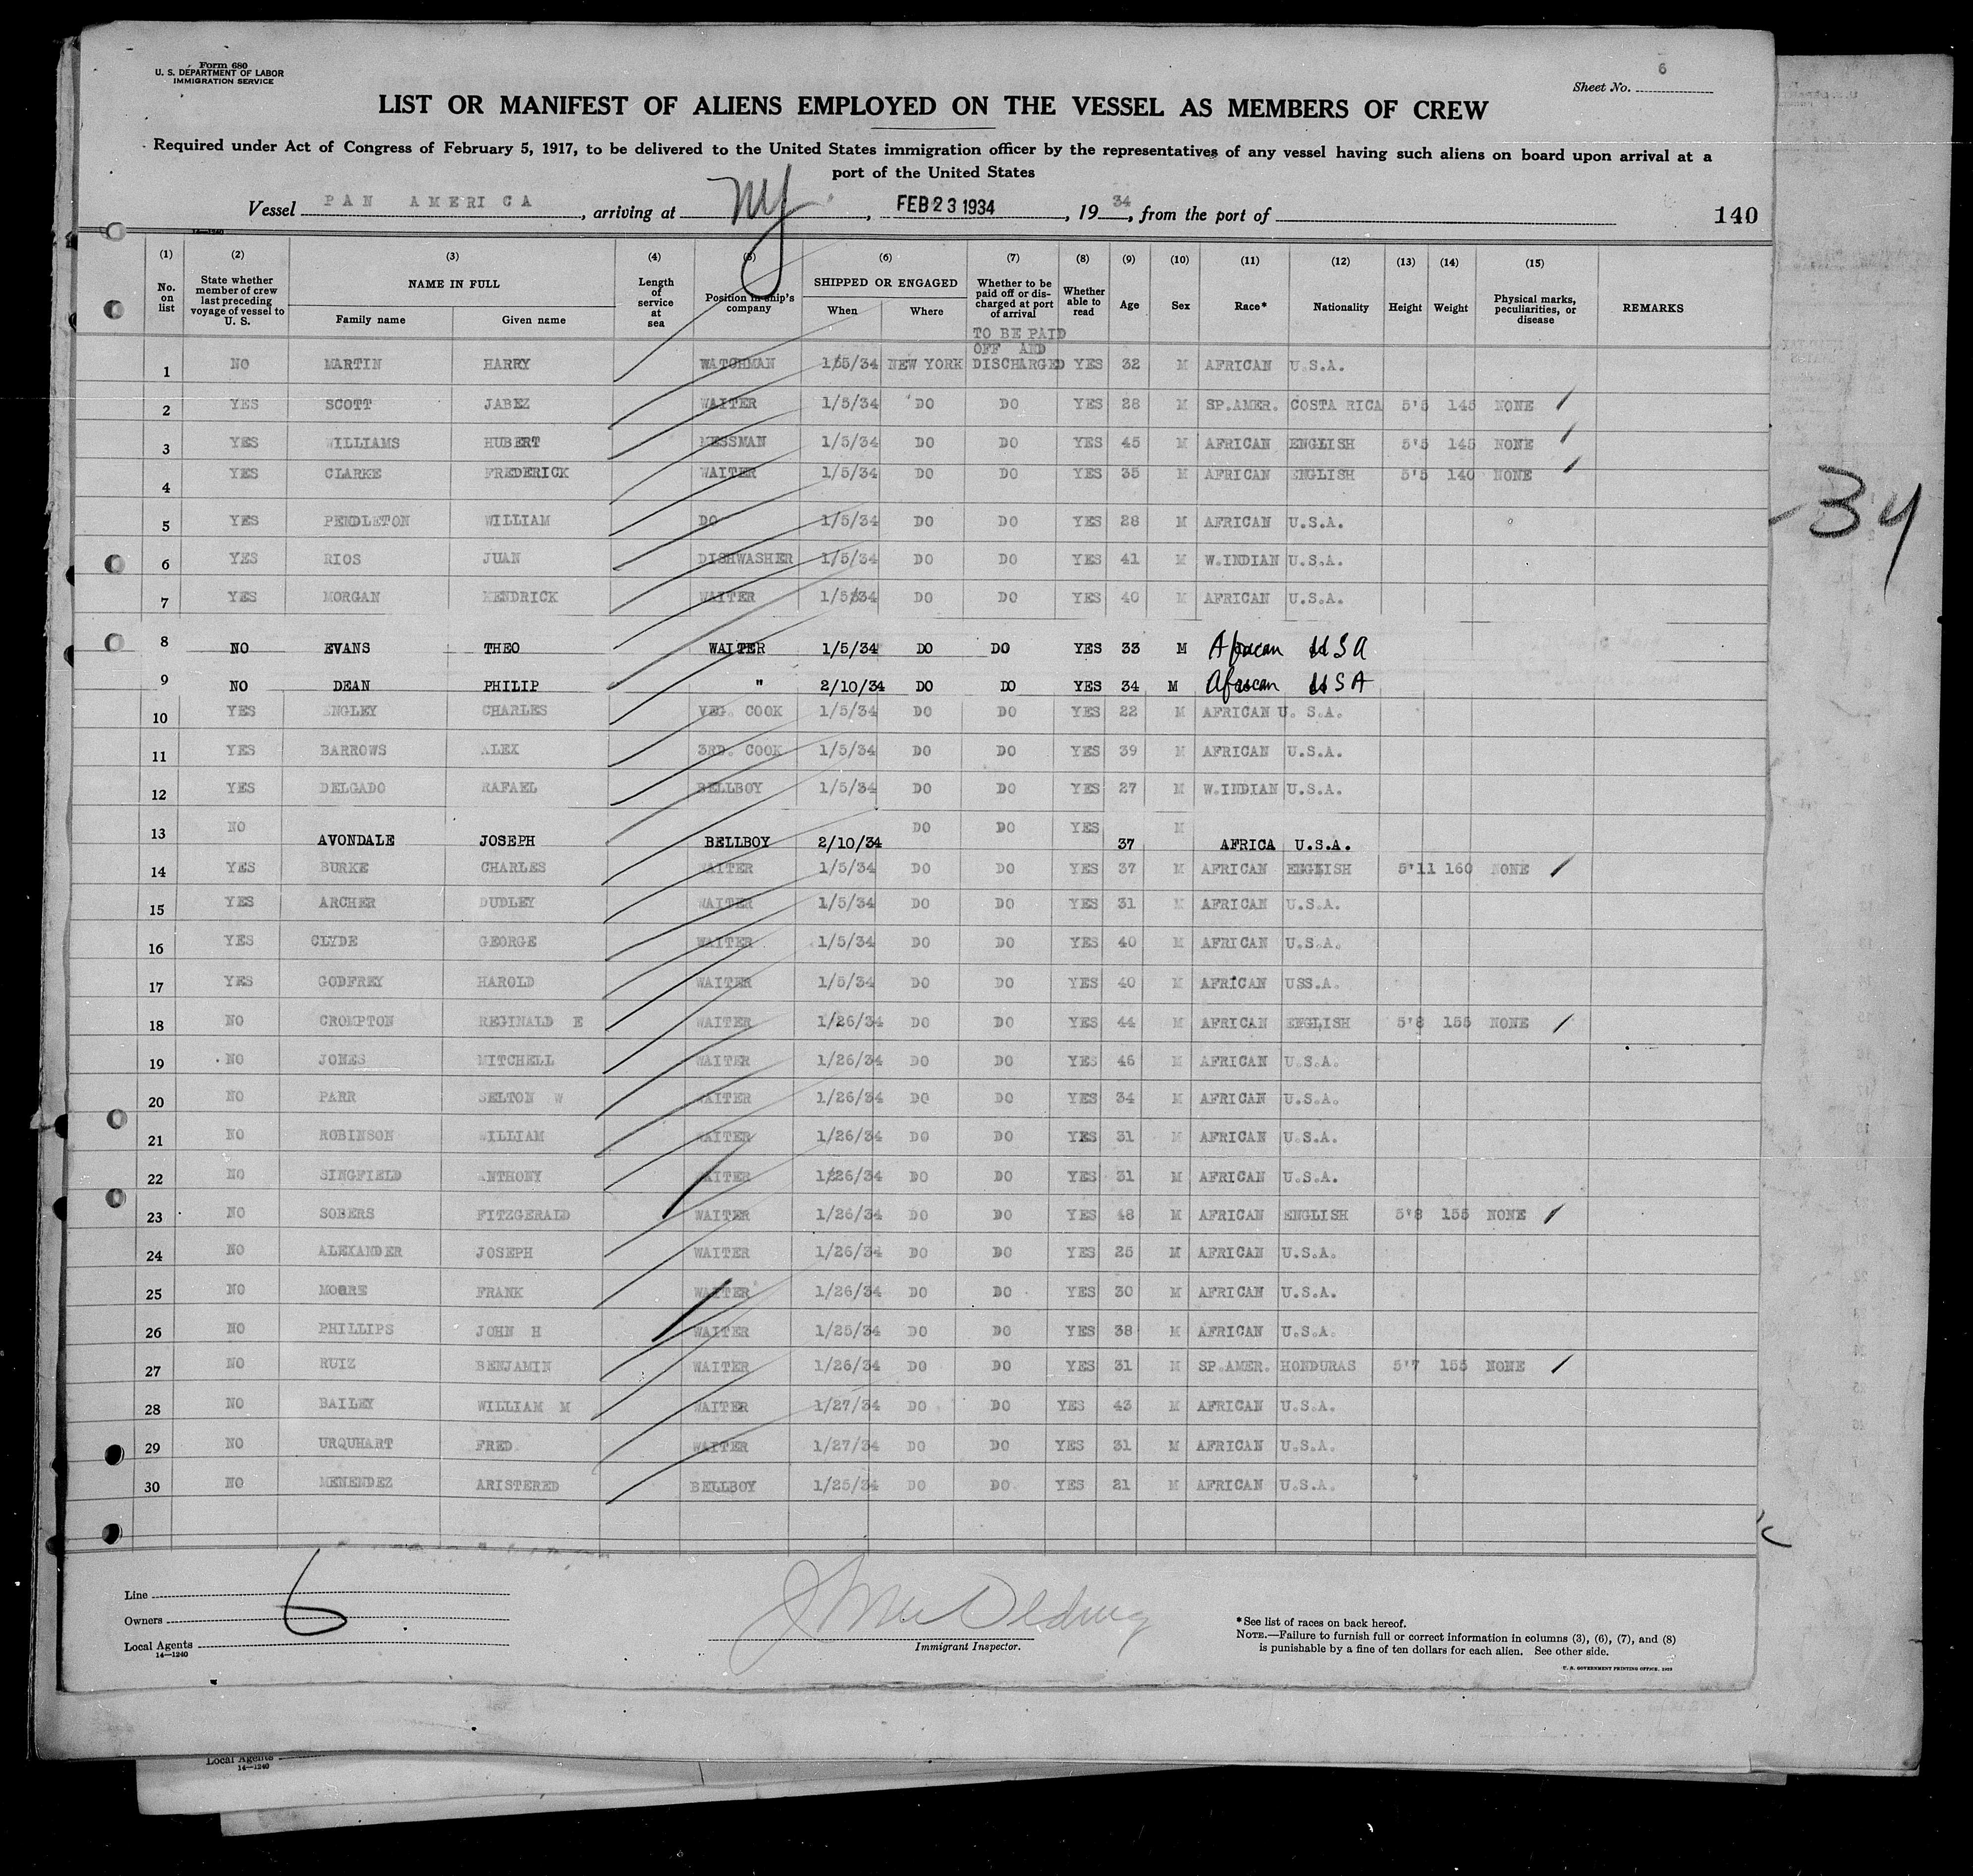 Form 680
U. S. DEPARTMENT OF LABOR
IMMIGRATION SERVICE
Sheet No. 6
LIST OR MANIFEST OF ALIENS EMPLOYED ON THE VESSEL AS MEMBERS OF CREW
Required under Act of Congress of February 5, 1917, to be delivered to the United States immigration officer by the representatives of any vessel having such aliens on board upon arrival at a
port of the United States
Vessel PAN AMERICA, arriving at NY, FEB 23 1934, 1934, from the port of
140
14—1240
(1) (2) (3) (4) (5) (6) (7) (8) (9) (10) (11) (12) (13) (14) (15)
No. on list
State whether member of crew last preceding voyage of vessel to U. S.
NAME IN FULL
Family name Given name
Length of service at sea
Position in ship's company
SHIPPED OR ENGAGED
When Where
Whether to be paid off or discharged at port of arrival
Whether able to read
Age
Sex
Race*
Nationality
Height
Weight
Physical marks, peculiarities, or disease
REMARKS
TO BE PAID
OFF AND
1 NO MARTIN HARRY WATCHMAN 1/5/34 NEW YORK DISCHARGED YES 32 M AFRICAN U.S.A.
2 YES SCOTT JABEZ WAITER 1/5/34 DO DO YES 28 M SP.AMER. COSTA RICA 5'5 145 NONE
3 YES WILLIAMS HUBERT MESSMAN 1/5/34 DO DO YES 45 M AFRICAN ENGLISH 5'5 145 NONE
4 YES CLARKE FREDERICK WAITER 1/5/34 DO DO YES 35 M AFRICAN ENGLISH 5'5 140 NONE
5 YES PENDLETON WILLIAM DO 1/5/34 DO DO YES 28 M AFRICAN U.S.A.
6 YES RIOS JUAN DISHWASHER 1/5/34 DO DO YES 41 M W.INDIAN U.S.A.
7 YES MORGAN KENDRICK WAITER 1/5/34 DO DO YES 40 M AFRICAN U.S.A.
8 NO EVANS THEO WAITER 1/5/34 DO DO YES 33 M African USA
9 NO DEAN PHILIP " 2/10/34 DO DO YES 34 M African USA
10 YES ENGLEY CHARLES VEG. COOK 1/5/34 DO DO YES 22 M AFRICAN U. S.A.
11 YES BARROWS ALEX 3RD. COOK 1/5/34 DO DO YES 39 M AFRICAN U.S.A.
12 YES DELGADO RAFAEL BELLBOY 1/5/34 DO DO YES 27 M W.INDIAN U.S.A.
13 NO AVONDALE JOSEPH BELLBOY 2/10/34 DO DO YES 37 M AFRICA U.S.A.
14 YES BURKE CHARLES WAITER 1/5/34 DO DO YES 37 M AFRICAN ENGLISH 5'11 160 NONE
15 YES ARCHER DUDLEY WAITER 1/5/34 DO DO YES 31 M AFRICAN U.S.A.
16 YES CLYDE GEORGE WAITER 1/5/34 DO DO YES 40 M AFRICAN U.S.A.
17 YES GODFREY HAROLD WAITER 1/5/34 DO DO YES 40 M AFRICAN USS.A.
18 NO CROMPTON REGINALD E WAITER 1/26/34 DO DO YES 44 M AFRICAN ENGLISH 5'8 155 NONE
19 NO JONES MITCHELL WAITER 1/26/34 DO DO YES 46 M AFRICAN U.S.A.
20 NO PARR SELTON W WAITER 1/26/34 DO DO YES 34 M AFRICAN U.S.A.
21 NO ROBINSON WILLIAM WAITER 1/26/34 DO DO YES 31 M AFRICAN U.S.A.
22 NO SINGFIELD ANTHONY WAITER 1/26/34 DO DO YES 31 M AFRICAN U.S.A.
23 NO SOBERS FITZGERALD WAITER 1/26/34 DO DO YES 48 M AFRICAN ENGLISH 5'8 155 NONE
24 NO ALEXANDER JOSEPH WAITER 1/26/34 DO DO YES 25 M AFRICAN U.S.A.
25 NO MOORE FRANK WAITER 1/26/34 DO DO YES 30 M AFRICAN U.S.A.
26 NO PHILLIPS JOHN H WAITER 1/25/34 DO DO YES 38 M AFRICAN U.S.A.
27 NO RUIZ BENJAMIN WAITER 1/26/34 DO DO YES 31 M SP.AMER. HONDURAS 5'7 155 NONE
28 NO BAILEY WILLIAM M WAITER 1/27/34 DO DO YES 43 M AFRICAN U.S.A.
29 NO URQUHART FRED. WAITER 1/27/34 DO DO YES 31 M AFRICAN U.S.A.
30 NO MENENDEZ ARISTERED BELLBOY 1/25/34 DO DO YES 21 M AFRICAN U.S.A.
34
Line
Owners
Local Agents
14—1240
6
Immigrant Inspector.
*See list of races on back hereof.
NOTE.—Failure to furnish full or correct information in columns (3), (6), (7), and (8)
is punishable by a fine of ten dollars for each alien. See other side.
U. S. GOVERNMENT PRINTING OFFICE. 1929
Local Agents
14—1240